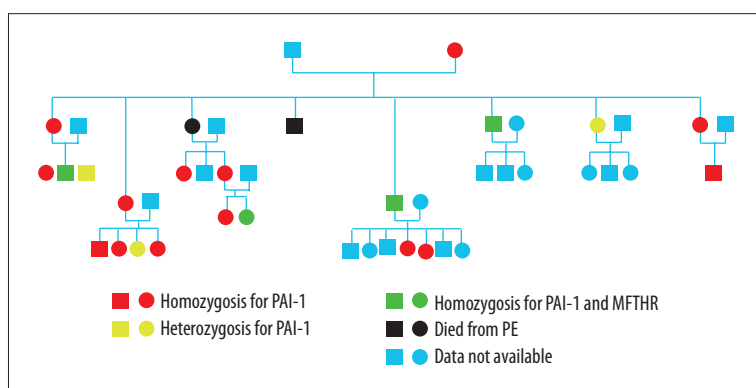 Homozygosis for PAI-1
Heterozygosis for PAI-1
Homozygosis for PAI-1 and MFTHR
Died from PE
Data not available